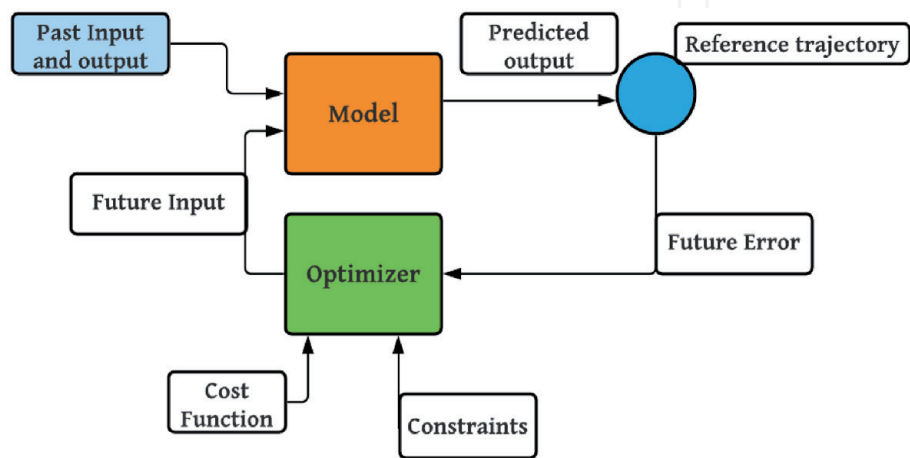 Past Input
and output
Predicted
output
Reference trajectory
Model
Future Input
Future Error
Optimizer
Cost
Function
Constraints